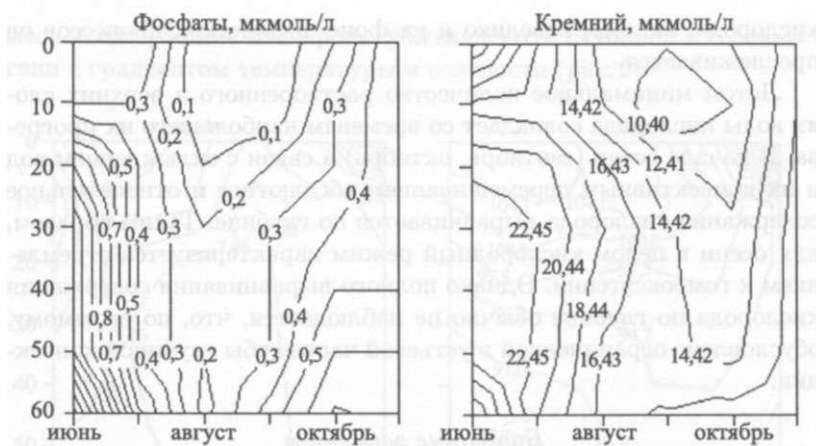 Фосфаты, мкмоль/л
0
0,3 0,1 0,3
10
0,2 0,1
20
0,5 0,4
0,2
30
0,7 0,4 0,3 0,3
40
0,5
0,8 0,4
50
0,7 0,4 0,3 0,2 0,3 0,5
60
июнь август октябрь
Кремний, мкмоль/л
14,42
10,40
16,43 12,41
22,45 14,42
20,44
18,44
22,45 16,43 14,42
июнь август октябрь